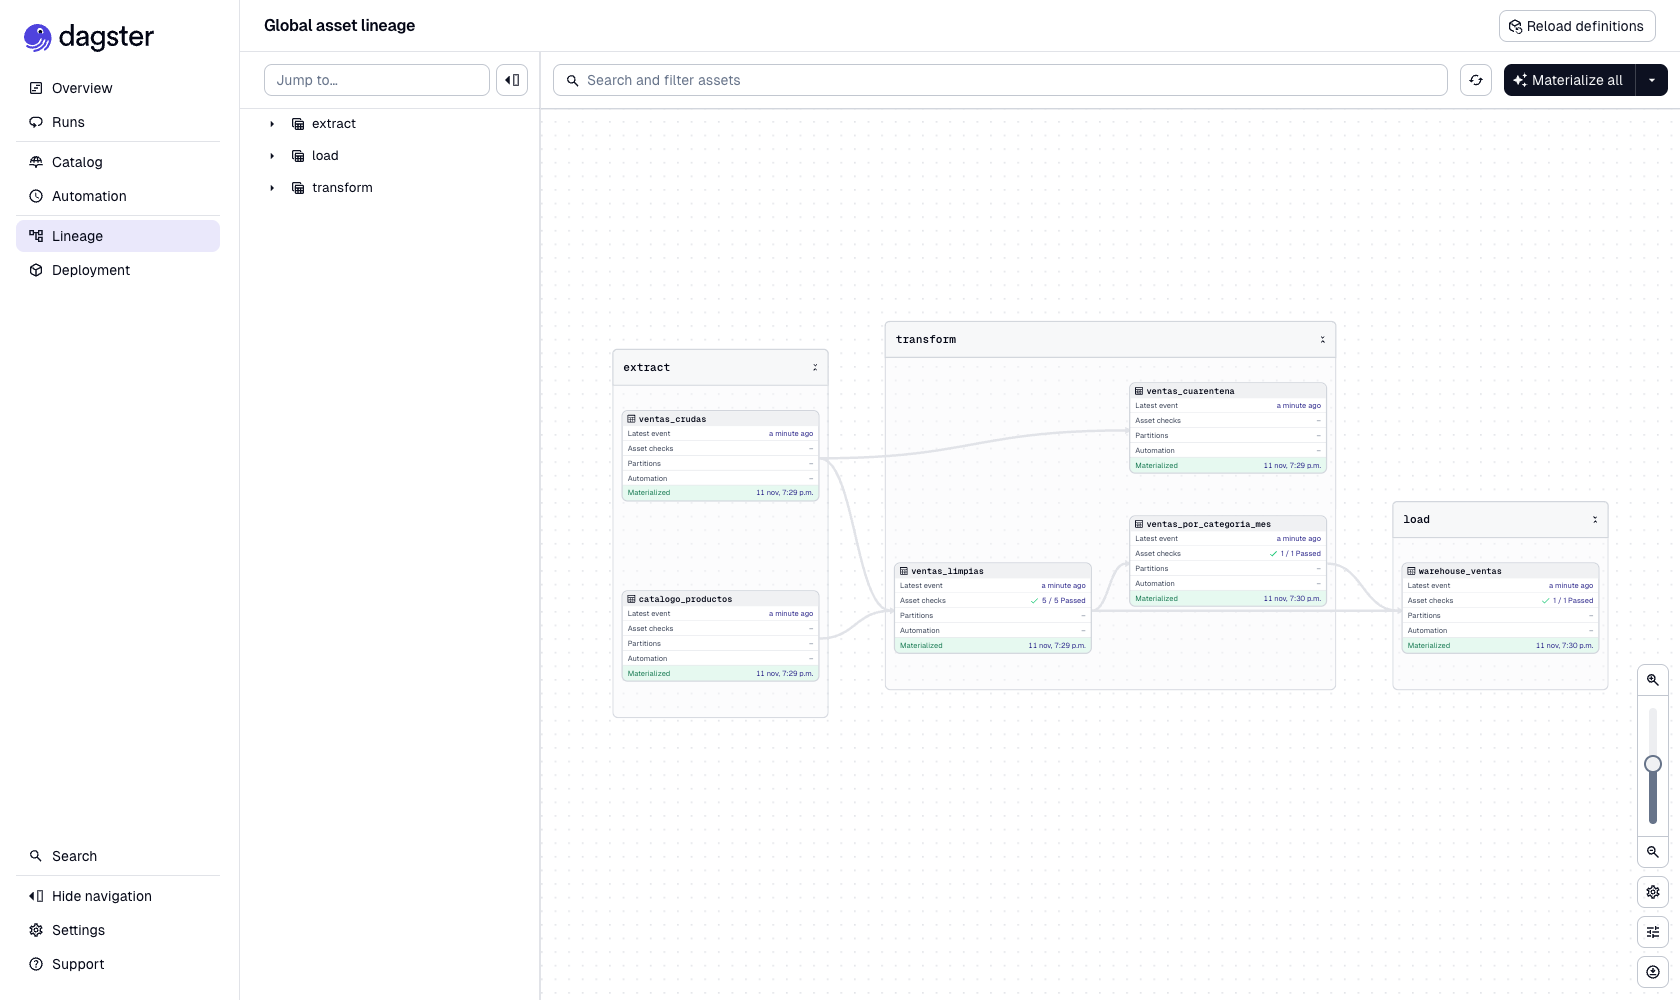 dagster
Overview
Runs
Catalog
Automation
Lineage
Deployment
Search
Hide navigation
Settings
Support
Global asset lineage
Reload definitions
Jump to…
Search and filter assets
Materialize all
extract
load
transform
extract
ventas_crudas
Latest event a minute ago
Asset checks –
Partitions –
Automation –
Materialized 11 nov, 7:29 p.m.
catalogo_productos
Latest event a minute ago
Asset checks –
Partitions –
Automation –
Materialized 11 nov, 7:29 p.m.
transform
ventas_cuarentena
Latest event a minute ago
Asset checks –
Partitions –
Automation –
Materialized 11 nov, 7:29 p.m.
ventas_por_categoria_mes
Latest event a minute ago
Asset checks 1 / 1 Passed
Partitions –
Automation –
Materialized 11 nov, 7:30 p.m.
ventas_limpias
Latest event a minute ago
Asset checks 5 / 5 Passed
Partitions –
Automation –
Materialized 11 nov, 7:29 p.m.
load
warehouse_ventas
Latest event a minute ago
Asset checks 1 / 1 Passed
Partitions –
Automation –
Materialized 11 nov, 7:30 p.m.